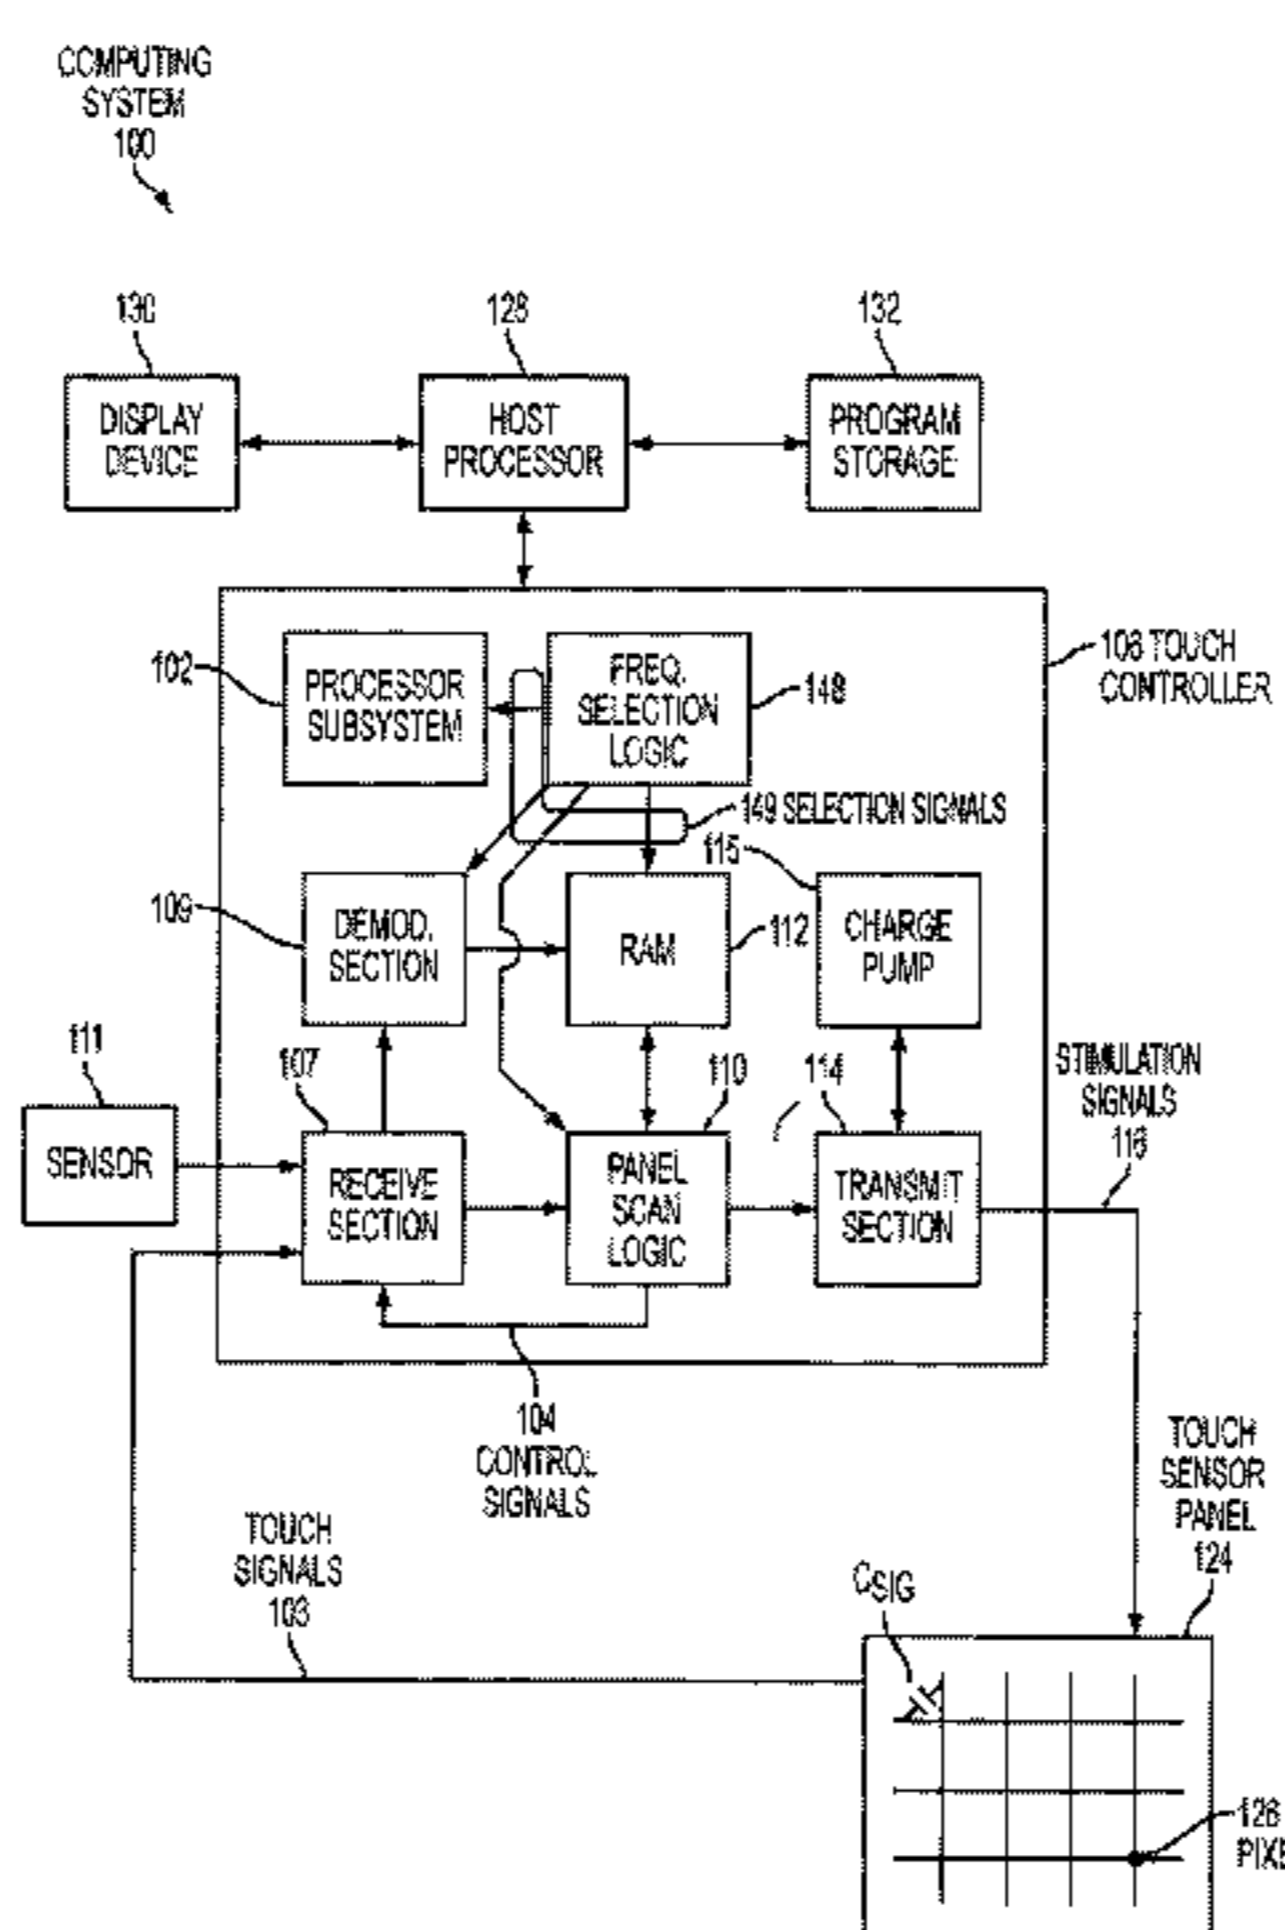 COMPUTING
SYSTEM
100
130
128
132
DISPLAY
DEVICE
HOST
PROCESSOR
PROGRAM
STORAGE
102
PROCESSOR
SUBSYSTEM
FREQ.
SELECTION
LOGIC
148
106 TOUCH
CONTROLLER
149 SELECTION SIGNALS
115
109
DEMOD.
SECTION
RAM
112
CHARGE
PUMP
111
107
110
114
STIMULATION
SIGNALS
116
SENSOR
RECEIVE
SECTION
PANEL
SCAN
LOGIC
TRANSMIT
SECTION
104
CONTROL
SIGNALS
TOUCH
SIGNALS
103
TOUCH
SENSOR
PANEL
124
CSIG
126